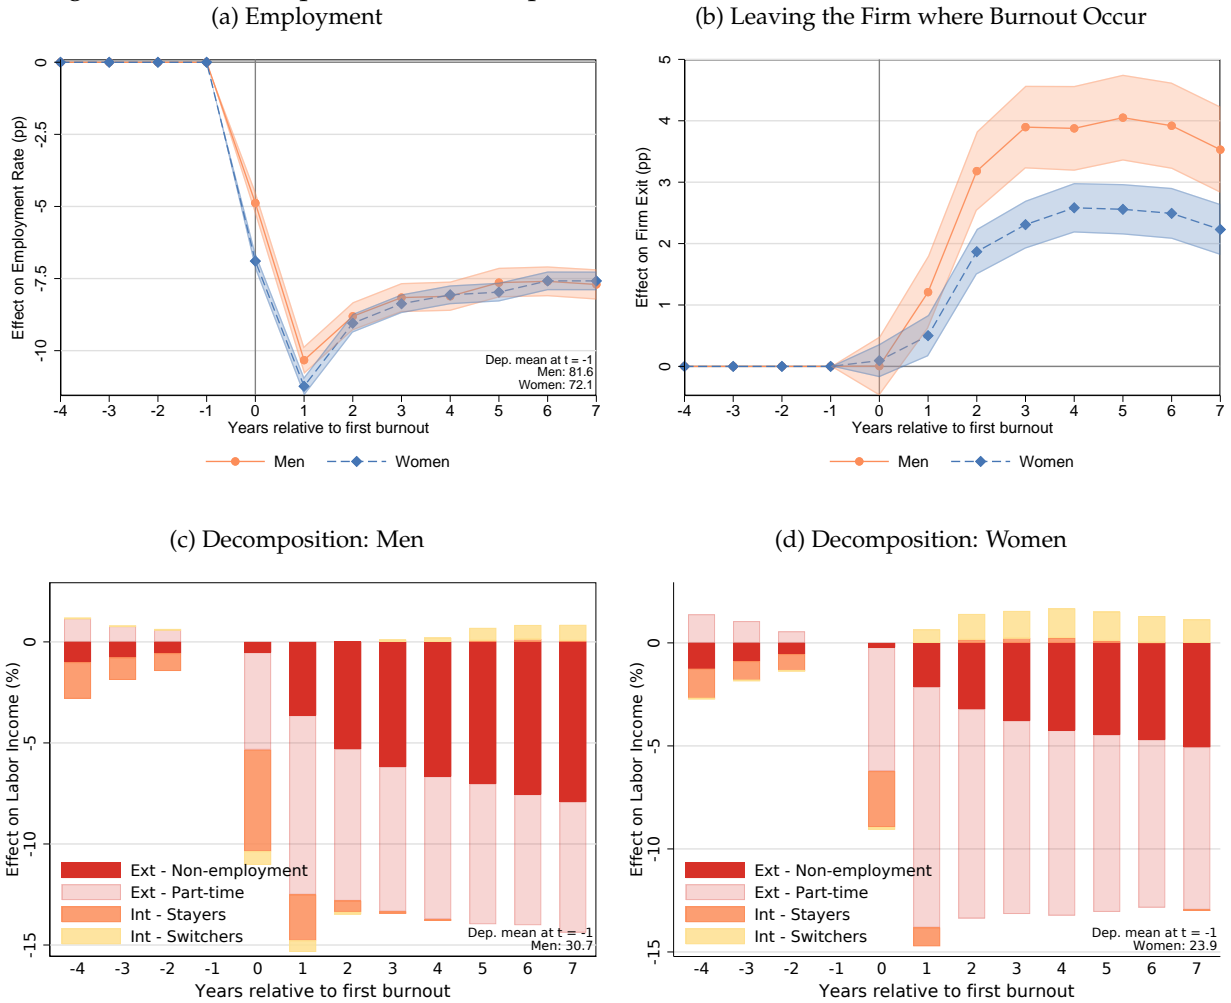 (a) Employment
0
2.5
-5
-7.5
-10
Effect on Employment Rate (pp)
Dep. mean at t = -1
Men: 81.6
Women: 72.1
-4 -3 -2 -1 0 1 2 3 4 5 6 7
Years relative to first burnout
Men Women
(b) Leaving the Firm where Burnout Occur
5
4
3
2
1
0
Effect on Firm Exit (pp)
-4 -3 -2 -1 0 1 2 3 4 5 6 7
Years relative to first burnout
Men Women
(c) Decomposition: Men
0
-5
-10
-15
Effect on Labor Income (%)
Ext - Non-employment
Ext - Part-time
Int - Stayers
Int - Switchers
Dep. mean at t = -1
Men: 30.7
-4 -3 -2 -1 0 1 2 3 4 5 6 7
Years relative to first burnout
(d) Decomposition: Women
0
-5
-10
-15
Effect on Labor Income (%)
Ext - Non-employment
Ext - Part-time
Int - Stayers
Int - Switchers
Dep. mean at t = -1
Women: 23.9
-4 -3 -2 -1 0 1 2 3 4 5 6 7
Years relative to first burnout